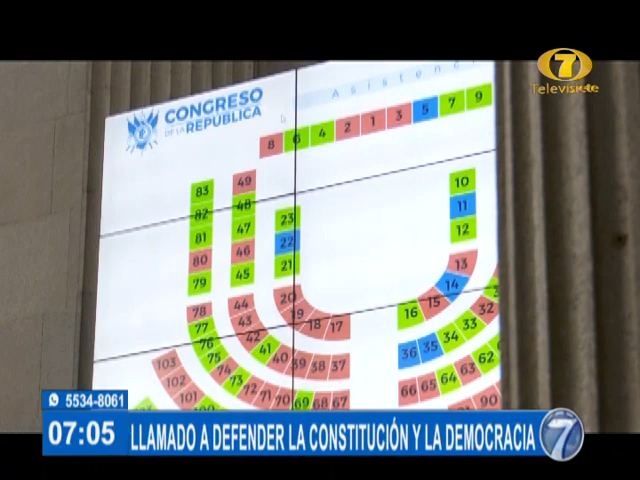 7
Televisiete
CONGRESO
DE LA REPÚBLICA
Asistenci
8 6 4 2 1 3 5 7 9
83 49 10
82 48 23 11
81 47 22 12
80 46 21 13
79 45 20 14
78 44 19 15
77 43 18 17 16
76 42 34 33 32
75 41 40 39 38 37 36 35
103 74 73 72 71 70 69 68 67 66 65 64 63 62
102
101
100 90
5534-8061
07:05 LLAMADO A DEFENDER LA CONSTITUCIÓN Y LA DEMOCRACIA 7